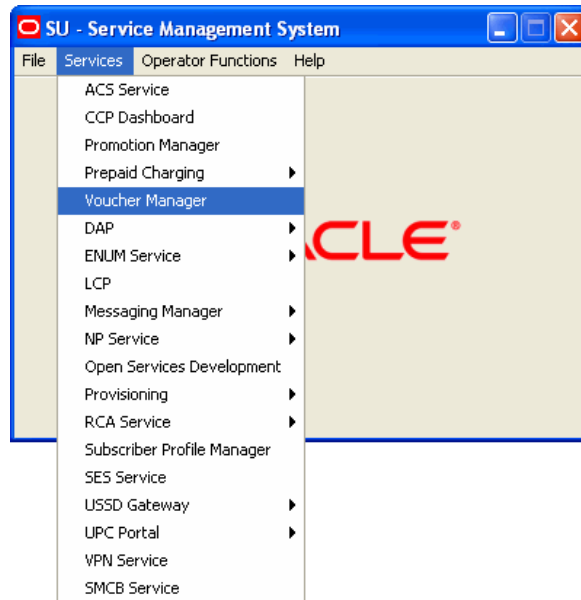 SU - Service Management System
File Services Operator Functions Help
ACS Service
CCP Dashboard
Promotion Manager
Prepaid Charging
Voucher Manager
DAP
ENUM Service
LCP
Messaging Manager
NP Service
Open Services Development
Provisioning
RCA Service
Subscriber Profile Manager
SES Service
USSD Gateway
UPC Portal
VPN Service
SMCB Service
ACLE®